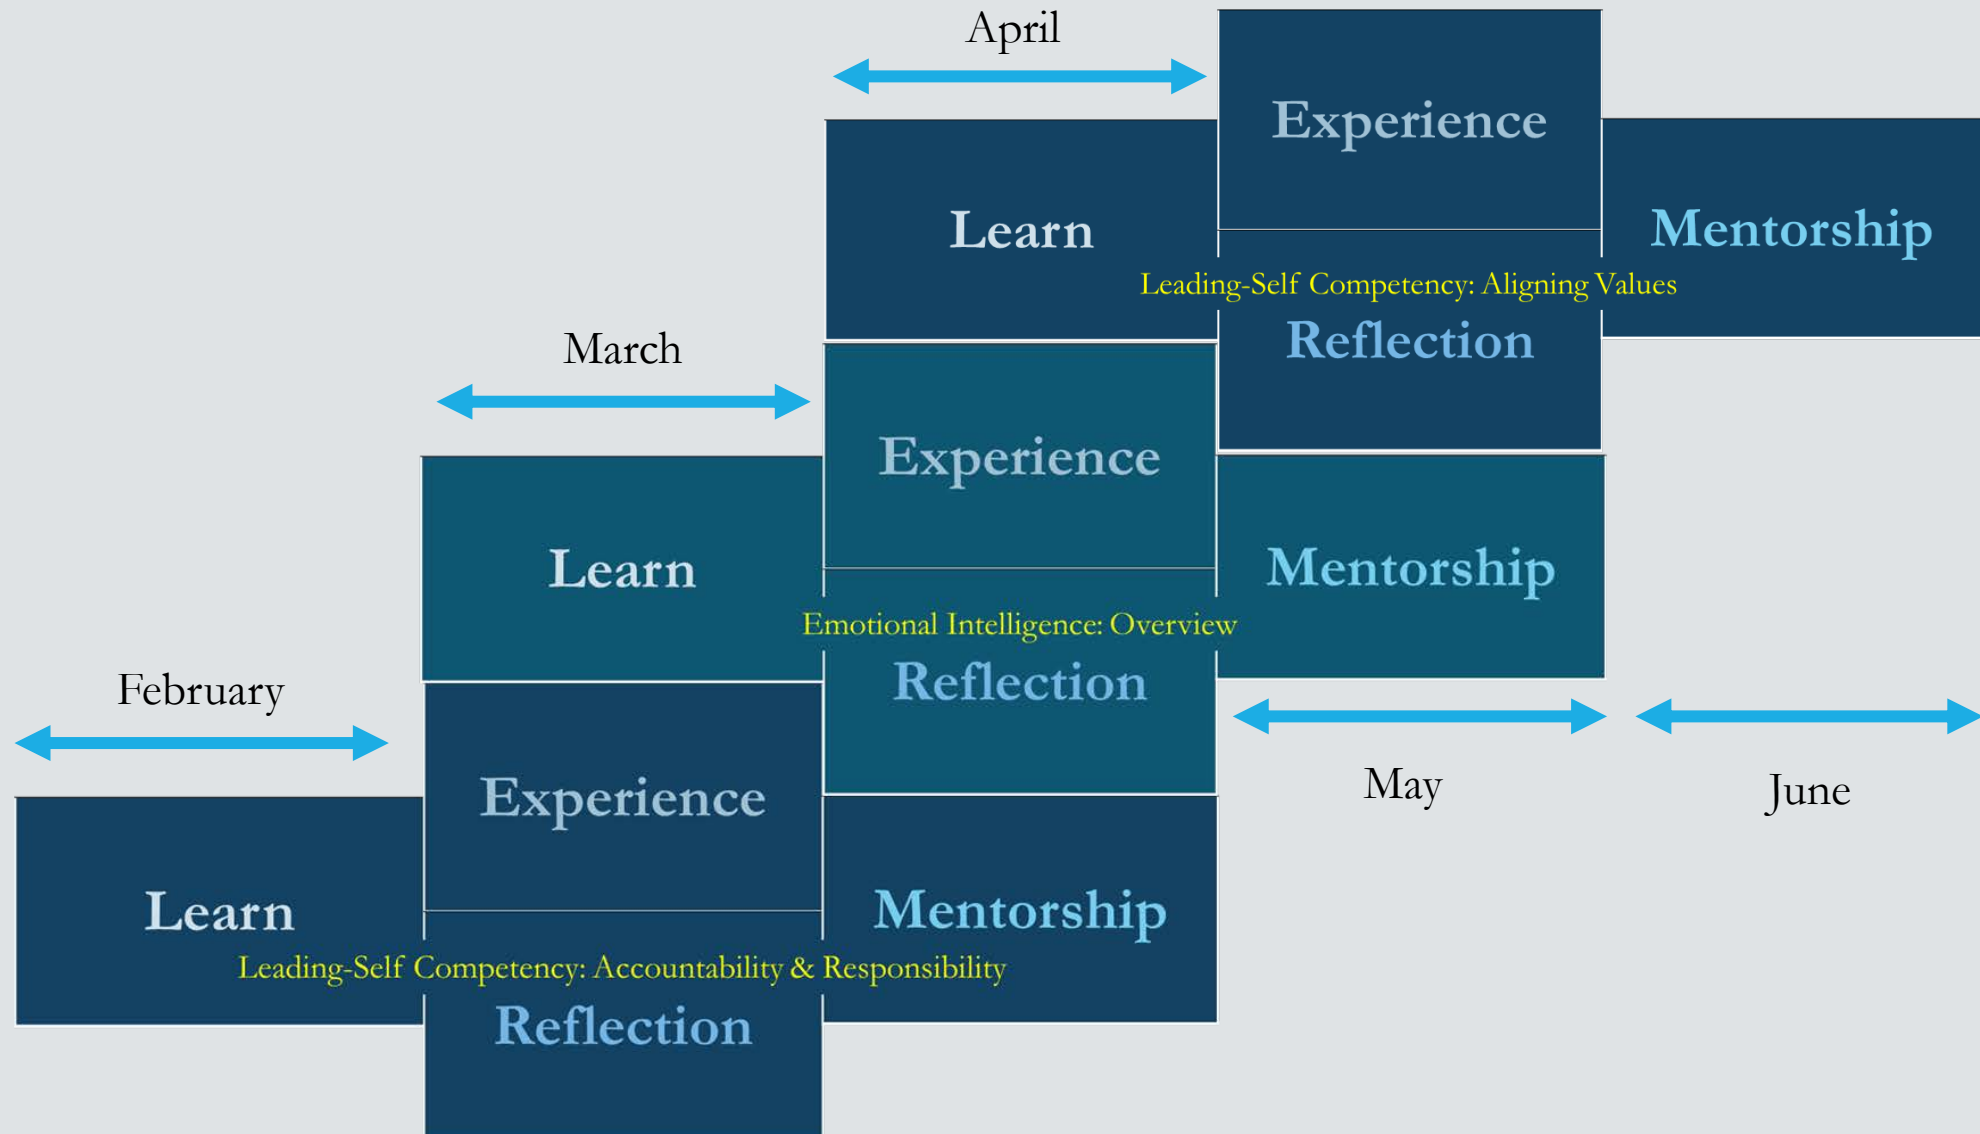 April
Experience
Learn
Mentorship
Leading-Self Competency: Aligning Values
Reflection
March
Experience
Learn
Mentorship
Emotional Intelligence: Overview
Reflection
February
May
June
Experience
Learn
Mentorship
Leading-Self Competency: Accountability & Responsibility
Reflection